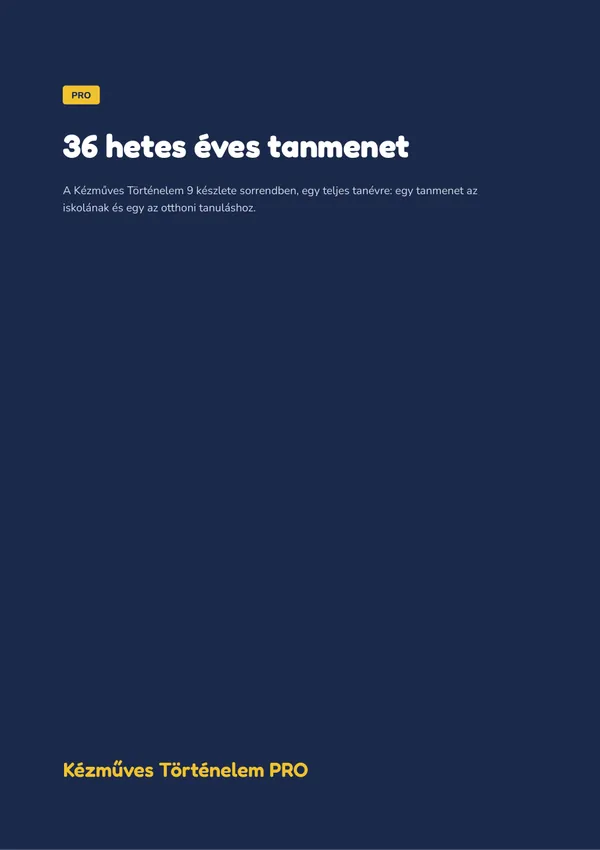 PRO
36 hetes éves tanmenet
A Kézműves Történelem 9 készlete sorrendben, egy teljes tanévre: egy tanmenet az
iskolának és egy az otthoni tanuláshoz.
Kézműves Történelem PRO